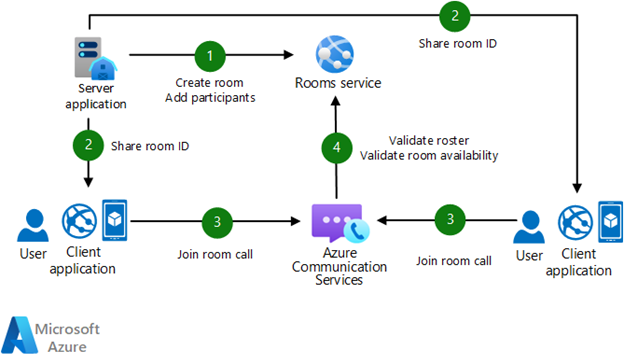 2
Share room ID
1
Server
application
Create room
Add participants
Rooms service
2
Share room ID
4
Validate roster
Validate room availability
3
3
User
Client
application
Join room call
Azure
Communication
Services
Join room call
User
Client
application
Microsoft
Azure